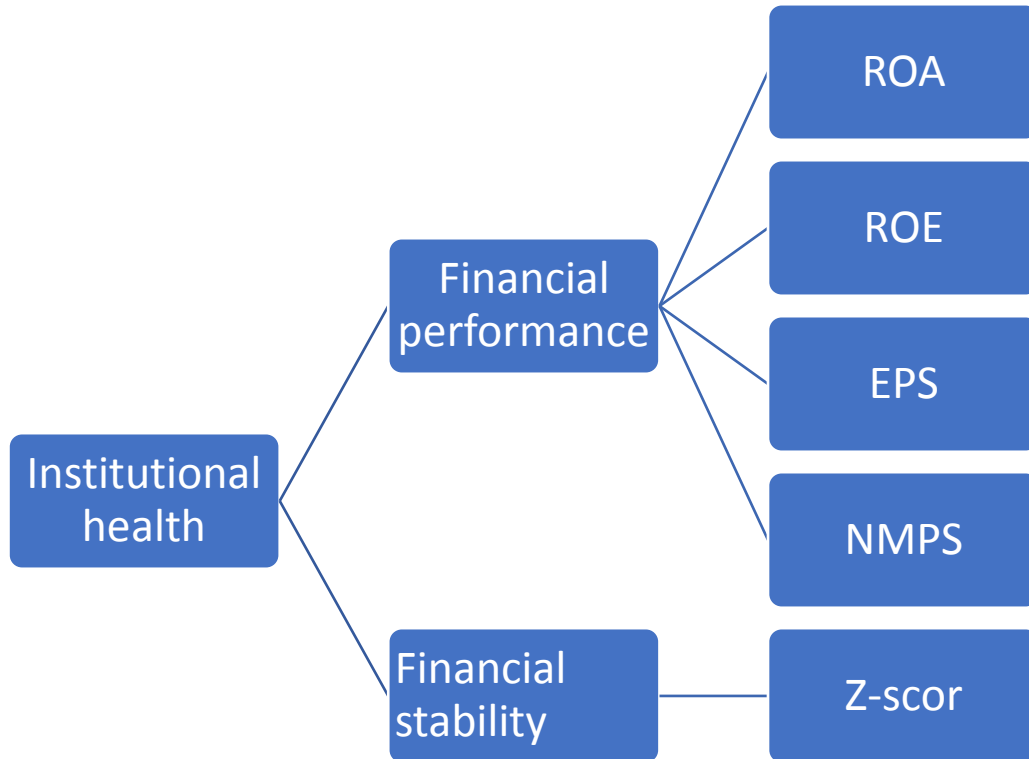 Institutional
health
Financial
performance
Financial
stability
ROA
ROE
EPS
NMPS
Z-scor